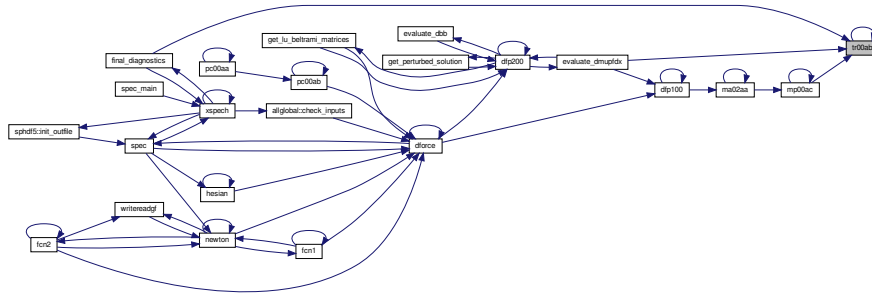 tr00ab
get_lu_beltrami_matrices
evaluate_dbb
final_diagnostics
get_perturbed_solution
dfp200
evaluate_dmupfdx
pc00aa
pc00ab
spec_main
dfp100
ma02aa
mp00ac
xspech
allglobal::check_inputs
sphdf5::init_outfile
spec
dforce
hesian
writereadgf
fcn2
newton
fcn1